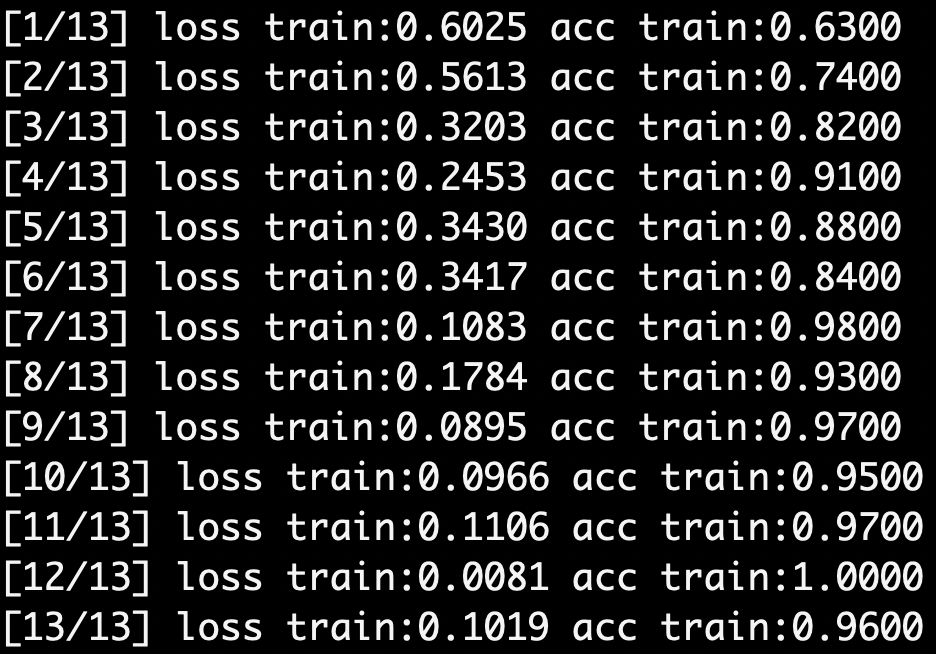 [1/13] loss train:0.6025 acc train:0.6300
[2/13] loss train:0.5613 acc train:0.7400
[3/13] loss train:0.3203 acc train:0.8200
[4/13] loss train:0.2453 acc train:0.9100
[5/13] loss train:0.3430 acc train:0.8800
[6/13] loss train:0.3417 acc train:0.8400
[7/13] loss train:0.1083 acc train:0.9800
[8/13] loss train:0.1784 acc train:0.9300
[9/13] loss train:0.0895 acc train:0.9700
[10/13] loss train:0.0966 acc train:0.9500
[11/13] loss train:0.1106 acc train:0.9700
[12/13] loss train:0.0081 acc train:1.0000
[13/13] loss train:0.1019 acc train:0.9600